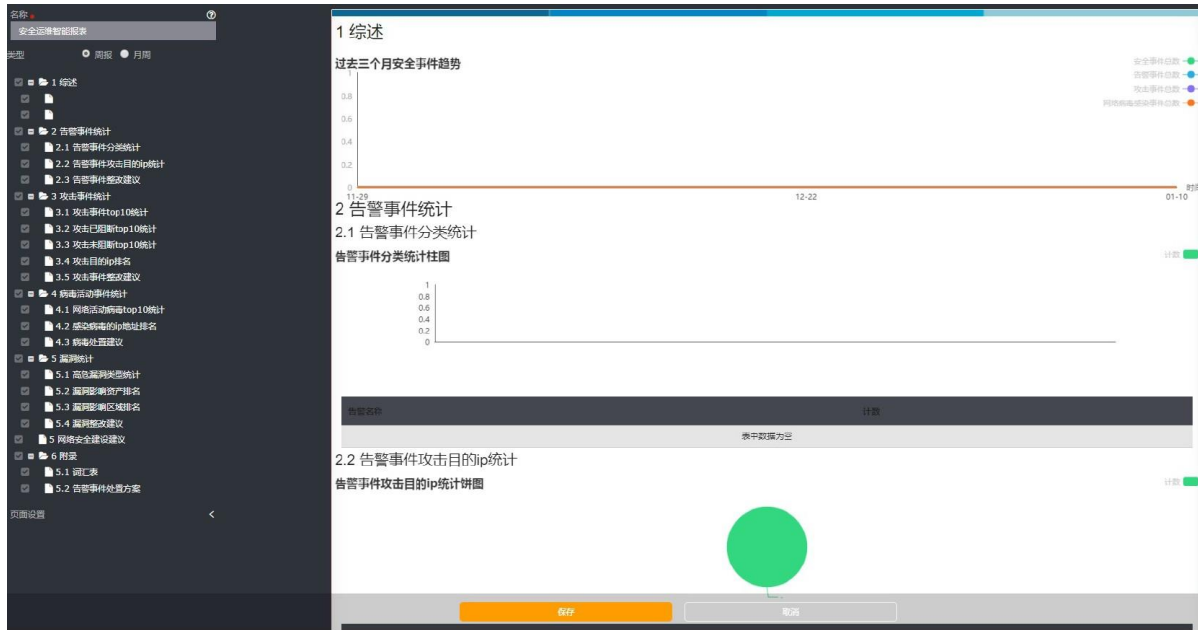 名称
安全运维智能报表
类型
周报
月周
1 综述
2 告警事件统计
2.1 告警事件分类统计
2.2 告警事件攻击目的ip统计
2.3 告警事件整改建议
3 攻击事件统计
3.1 攻击事件top10统计
3.2 攻击已阻断top10统计
3.3 攻击未阻断top10统计
3.4 攻击目的ip排名
3.5 攻击事件整改建议
4 病毒活动事件统计
4.1 网络活动病毒top10统计
4.2 感染病毒的ip地址排名
4.3 病毒处置建议
5 漏洞统计
5.1 高危漏洞类型统计
5.2 漏洞影响资产排名
5.3 漏洞影响区域排名
5.4 漏洞整改建议
5 网络安全建设建议
6 附录
5.1 词汇表
5.2 告警事件处置方案
页面设置
1 综述
过去三个月安全事件趋势
安全事件总数
告警事件总数
攻击事件总数
网络病毒感染事件总数
1
0.8
0.6
0.4
0.2
0
时间
11-29
12-22
01-10
2 告警事件统计
2.1 告警事件分类统计
告警事件分类统计柱图
计数
1
0.8
0.6
0.4
0.2
0
告警名称
计数
表中数据为空
2.2 告警事件攻击目的ip统计
告警事件攻击目的ip统计饼图
计数
保存
取消